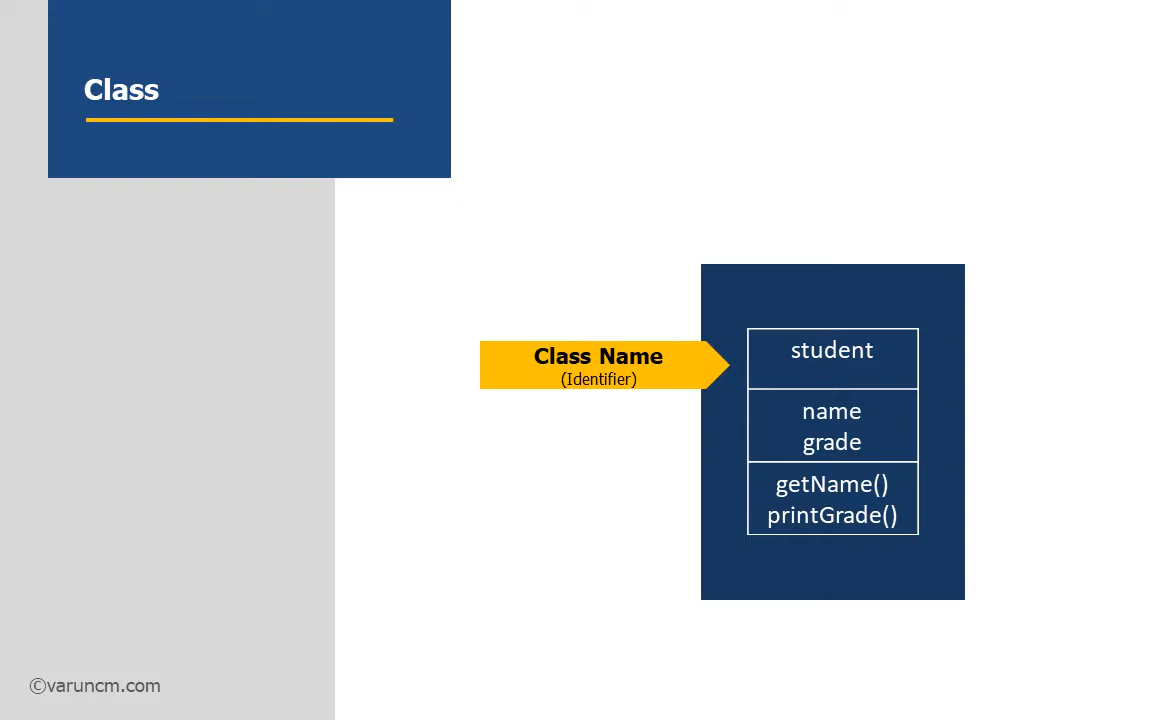 Class
Class Name
(Identifier)
student
name
grade
getName()
printGrade()
©varuncm.com